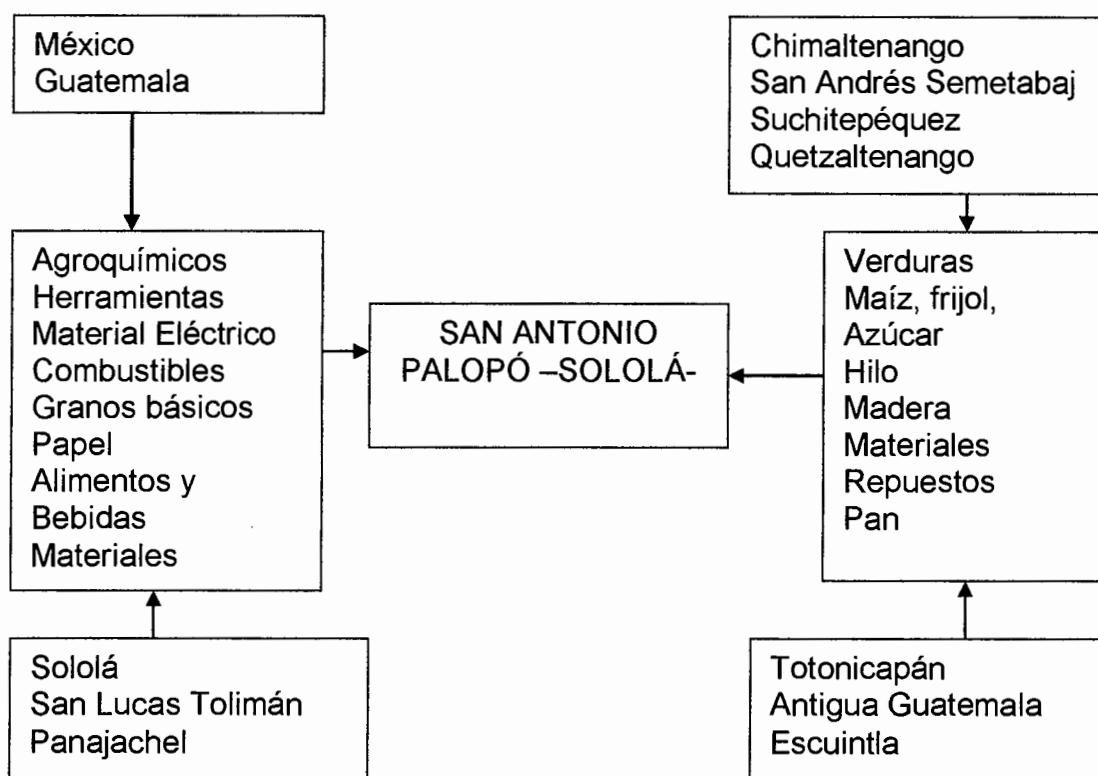 México
Guatemala
Chimaltenango
San Andrés Semetabaj
Suchitepéquez
Quetzaltenango
Agroquímicos
Herramientas
Material Eléctrico
Combustibles
Granos básicos
Papel
Alimentos y
Bebidas
Materiales
SAN ANTONIO
PALOPÓ –SOLOLÁ-
Verduras
Maíz, frijol,
Azúcar
Hilo
Madera
Materiales
Repuestos
Pan
Sololá
San Lucas Tolimán
Panajachel
Totonicapán
Antigua Guatemala
Escuintla